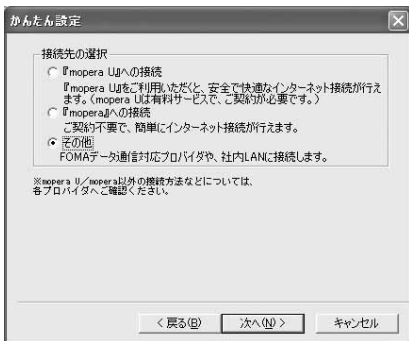 かんたん設定
接続先の選択
『mopera U』への接続
『mopera U』をご利用いただくと、安全で快適なインターネット接続が行え
ます。(mopera Uは有料サービスで、ご契約が必要です。)
『mopera』への接続
ご契約不要で、簡単にインターネット接続が行えます。
その他
FOMAデータ通信対応プロバイダや、社内LANに接続します。
※mopera U/mopera以外の接続方法などについては、
各プロバイダへご確認ください。
< 戻る(B)
次へ(N) >
キャンセル